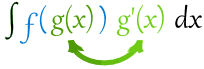 ∫ f(g(x)) g'(x) dx